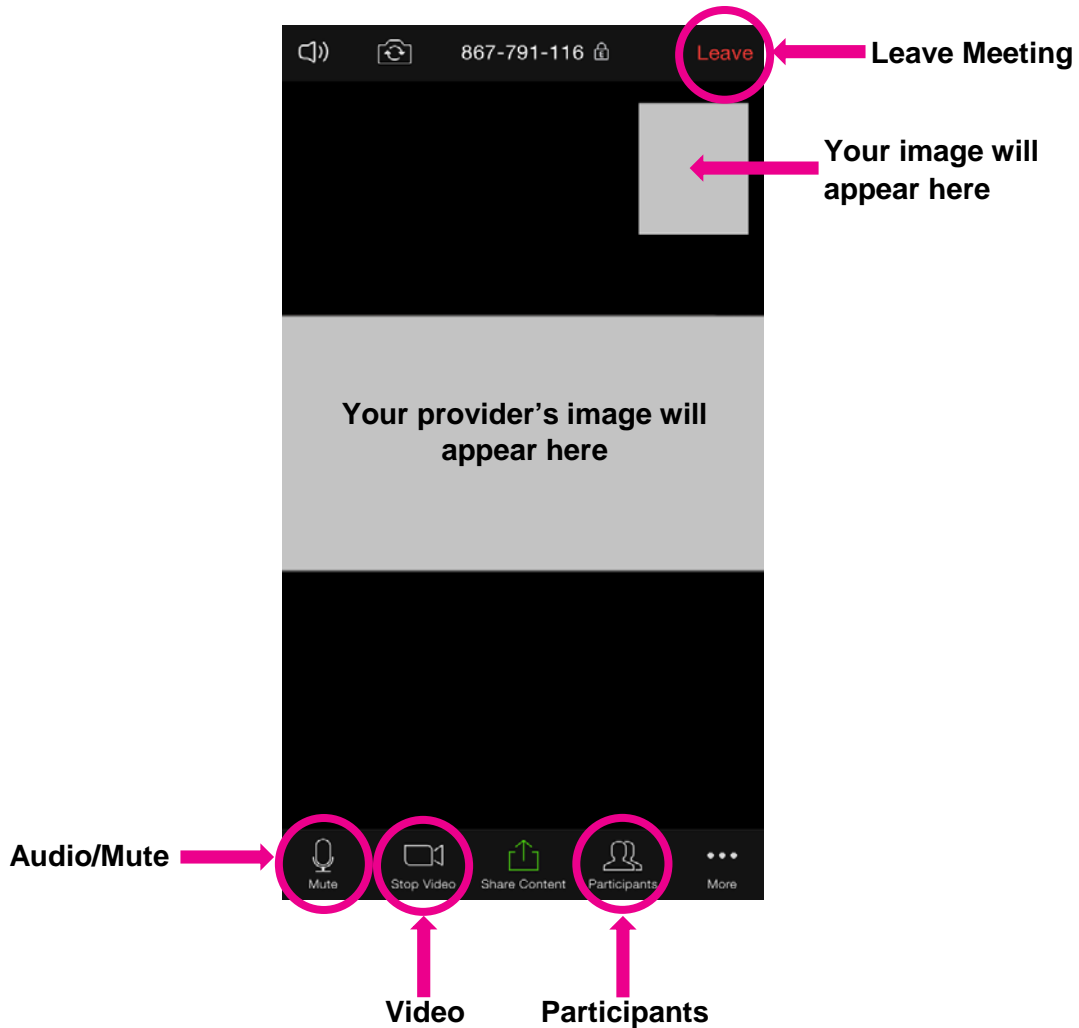 867-791-116
Leave
Leave Meeting
Your image will
appear here
Your provider’s image will
appear here
Audio/Mute
Mute
Stop Video
Share Content
Participants
More
Video
Participants